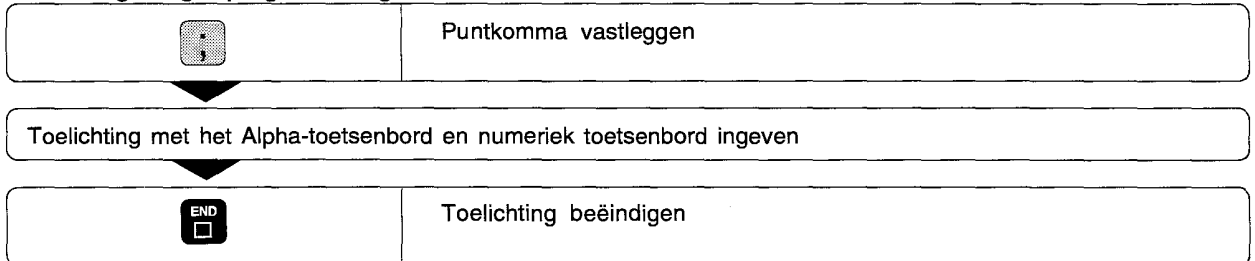 ;
Puntkomma vastleggen
Toelichting met het Alpha-toetsenbord en numeriek toetsenbord ingeven
END
Toelichting beëindigen